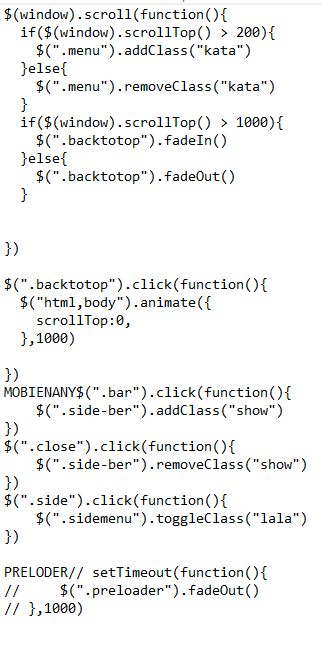 $(window).scroll(function(){
  if($(window).scrollTop() > 200){
    $(".menu").addClass("kata")
  }else{
    $(".menu").removeClass("kata")
  }
  if($(window).scrollTop() > 1000){
    $(".backtotop").fadeIn()
  }else{
    $(".backtotop").fadeOut()
  }


})

$(".backtotop").click(function(){
  $("html,body").animate({
    scrollTop:0,
  },1000)

})
MOBIENANY$(".bar").click(function(){
    $(".side-ber").addClass("show")
})
$(".close").click(function(){
    $(".side-ber").removeClass("show")
})
$(".side").click(function(){
    $(".sidemenu").toggleClass("lala")
})

PRELODER// setTimeout(function(){
//     $(".preloader").fadeOut()
// },1000)